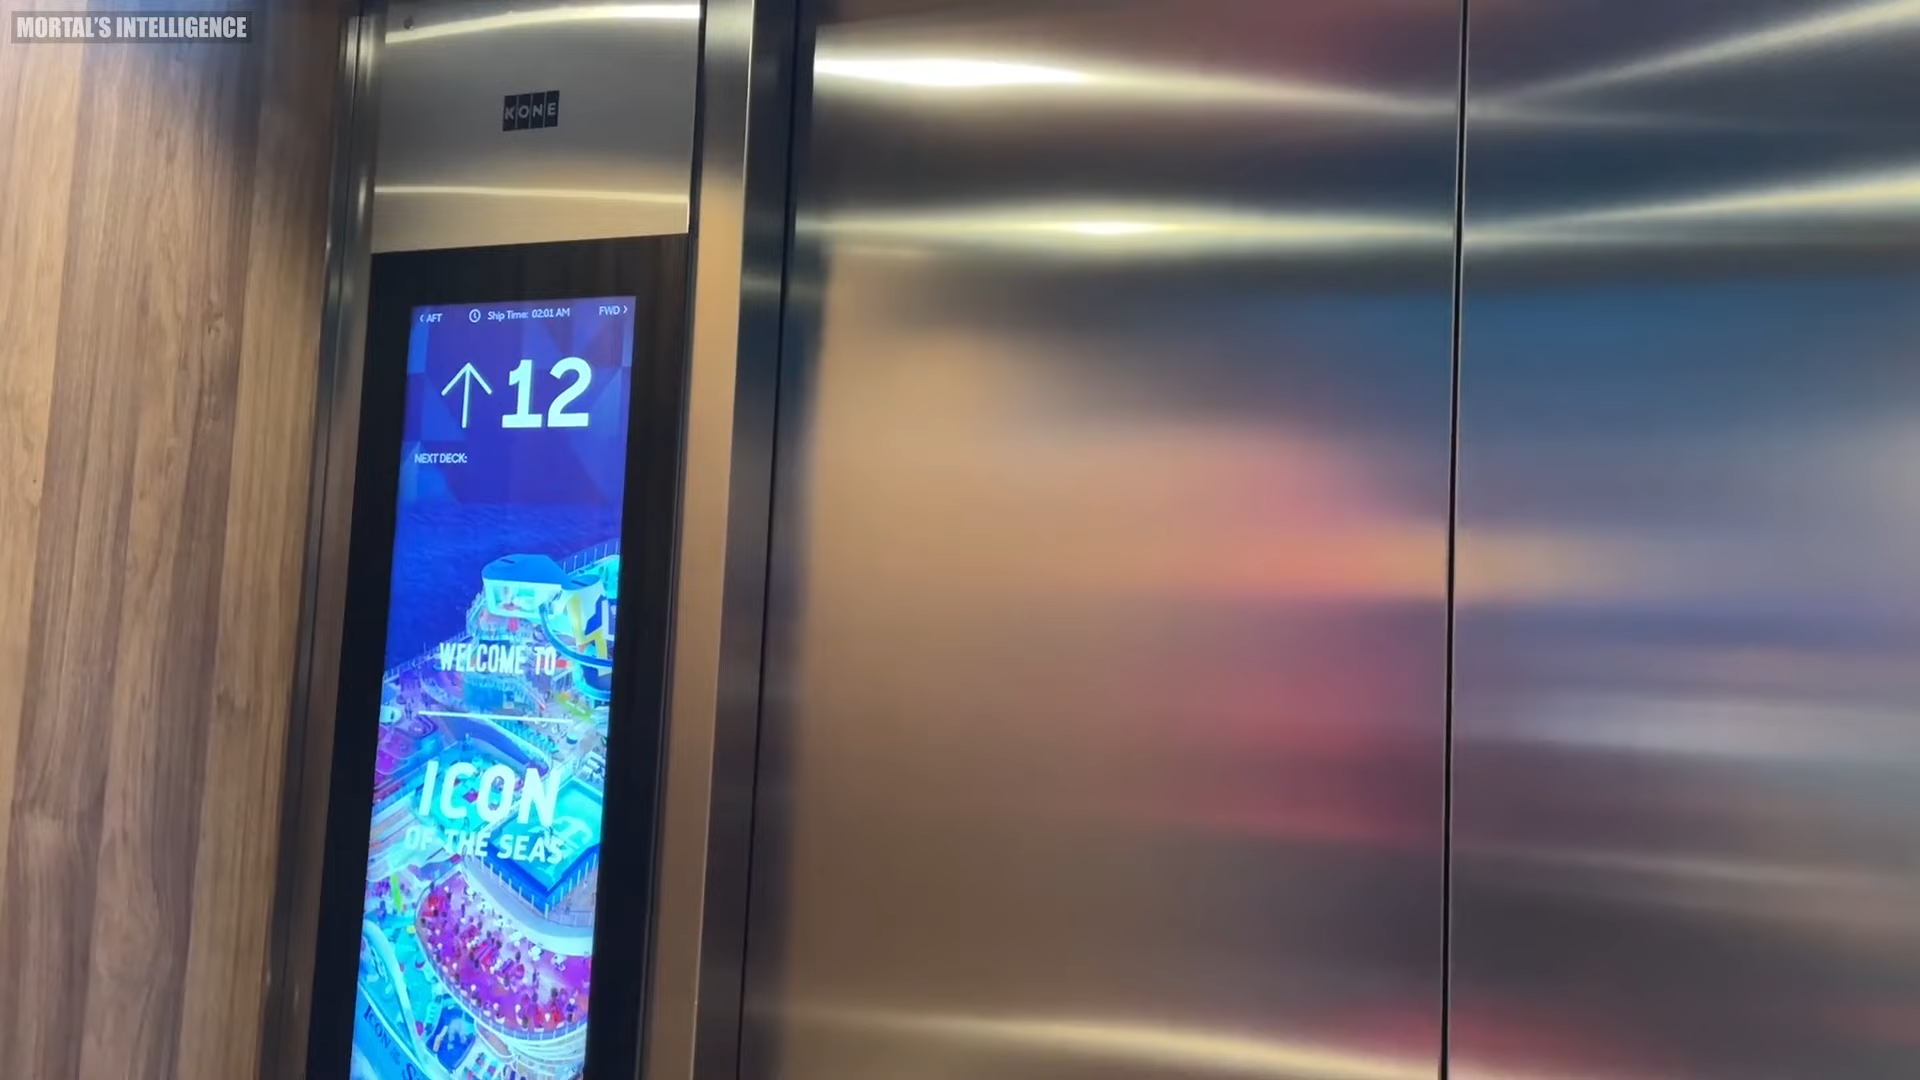 MORTAL'S INTELLIGENCE
KONE
‹ AFT Ship Time: 02:01 AM FWD ›
↑ 12
NEXT DECK:
WELCOME TO
ICON
OF THE SEAS
ICON